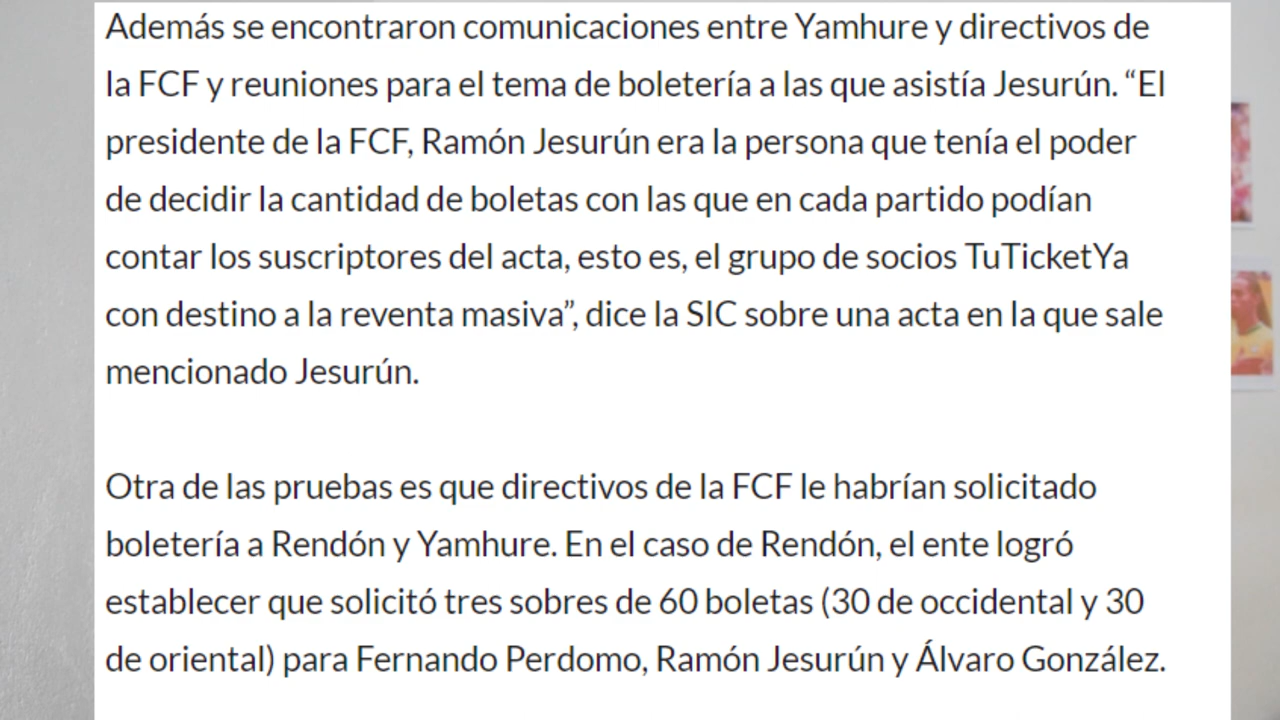 Además se encontraron comunicaciones entre Yamhure y directivos de
la FCF y reuniones para el tema de boletería a las que asistía Jesurún. “El
presidente de la FCF, Ramón Jesurún era la persona que tenía el poder
de decidir la cantidad de boletas con las que en cada partido podían
contar los suscriptores del acta, esto es, el grupo de socios TuTicketYa
con destino a la reventa masiva”, dice la SIC sobre una acta en la que sale
mencionado Jesurún.
Otra de las pruebas es que directivos de la FCF le habrían solicitado
boletería a Rendón y Yamhure. En el caso de Rendón, el ente logró
establecer que solicitó tres sobres de 60 boletas (30 de occidental y 30
de oriental) para Fernando Perdomo, Ramón Jesurún y Álvaro González.